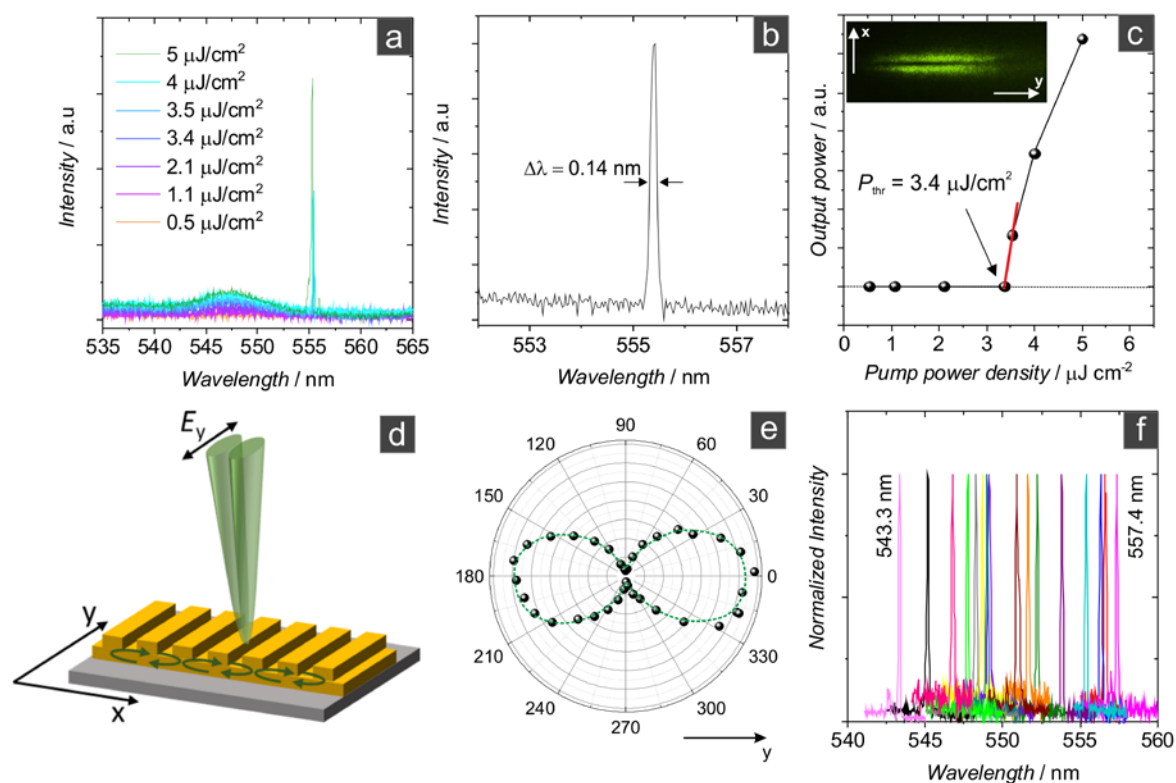 a
5 μJ/cm²
4 μJ/cm²
3.5 μJ/cm²
3.4 μJ/cm²
2.1 μJ/cm²
1.1 μJ/cm²
0.5 μJ/cm²
Intensity / a.u
535 540 545 550 555 560 565
Wavelength / nm
b
Δλ = 0.14 nm
Intensity / a.u
553 555 557
Wavelength / nm
c
x
y
P_thr = 3.4 μJ/cm²
Output power / a.u.
0 1 2 3 4 5 6
Pump power density / μJ cm⁻²
d
E_y
y
x
e
90
120 60
150 30
180 0
210 330
240 300
270
y
f
543.3 nm
557.4 nm
Normalized Intensity
540 545 550 555 560
Wavelength / nm